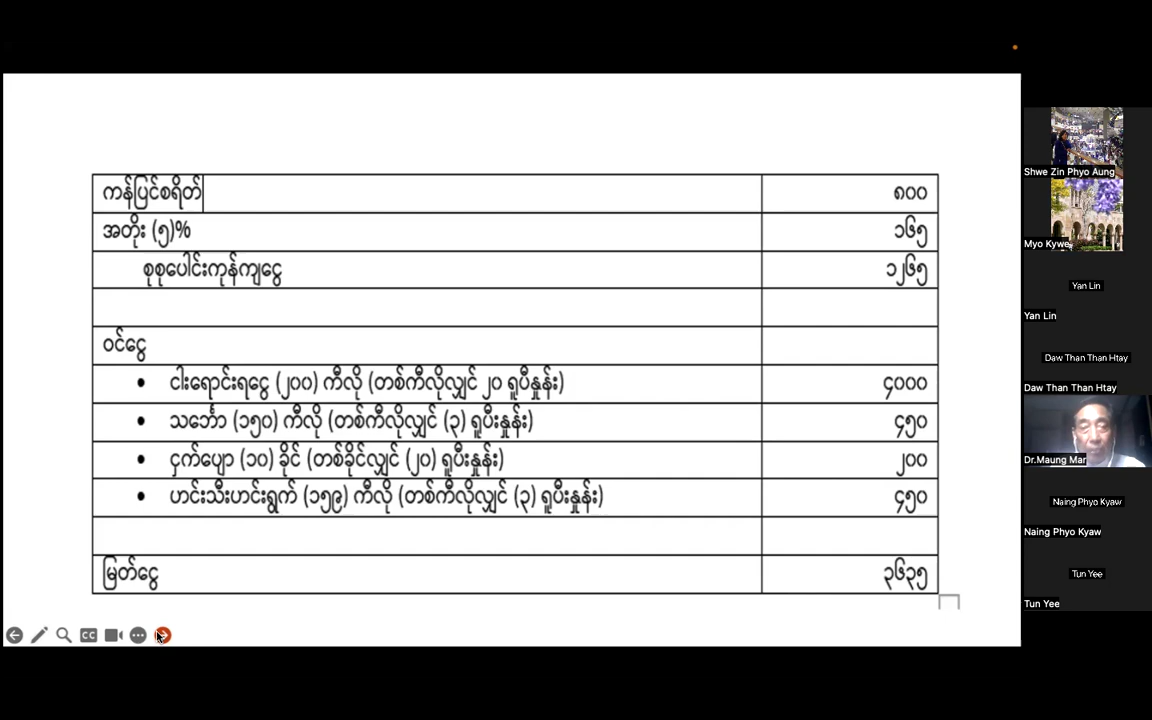 ကန်ပြင်စရိတ် ၈၀၀
အတိုး (၅)% ၁၆၅
စုစုပေါင်းကုန်ကျငွေ ၁၂၆၅
ဝင်ငွေ
• ငါးရောင်းရငွေ (၂၀၀) ကီလို (တစ်ကီလိုလျှင် ၂၀ ရူပီနှုန်း) ၄၀၀၀
• သင်္ဘော (၁၅၀) ကီလို (တစ်ကီလိုလျှင် (၃) ရူပီးနှုန်း) ၄၅၀
• ငှက်ပျော (၁၀) ခိုင် (တစ်ခိုင်လျှင် (၂၀) ရူပီးနှုန်း) ၂၀၀
• ဟင်းသီးဟင်းရွက် (၁၅၉) ကီလို (တစ်ကီလိုလျှင် (၃) ရူပီးနှုန်း) ၄၅၀
မြတ်ငွေ ၃၆၃၅
CC
Shwe Zin Phyo Aung
Myo Kywe
Yan Lin
Yan Lin
Daw Than Than Htay
Daw Than Than Htay
Dr.Maung Mar
Naing Phyo Kyaw
Naing Phyo Kyaw
Tun Yee
Tun Yee